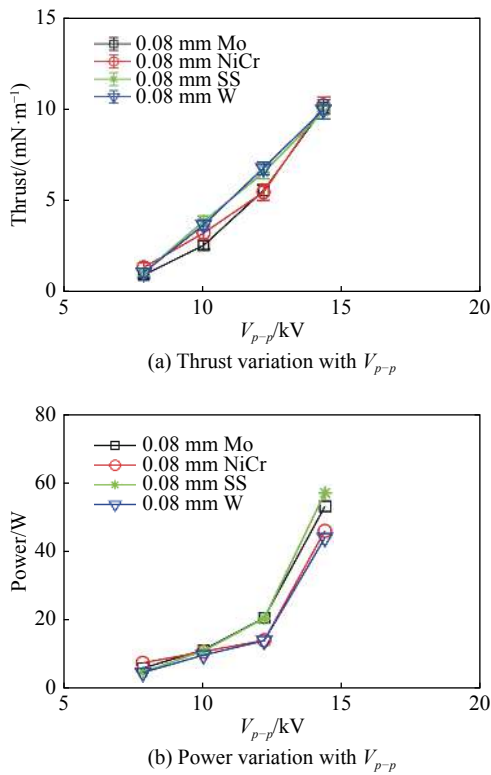 15
10
5
0
Thrust/(mN·m⁻¹)
0.08 mm Mo
0.08 mm NiCr
0.08 mm SS
0.08 mm W
5 10 15 20
Vp−p/kV
(a) Thrust variation with Vp−p
80
60
40
20
0
Power/W
0.08 mm Mo
0.08 mm NiCr
0.08 mm SS
0.08 mm W
5 10 15 20
Vp−p/kV
(b) Power variation with Vp−p